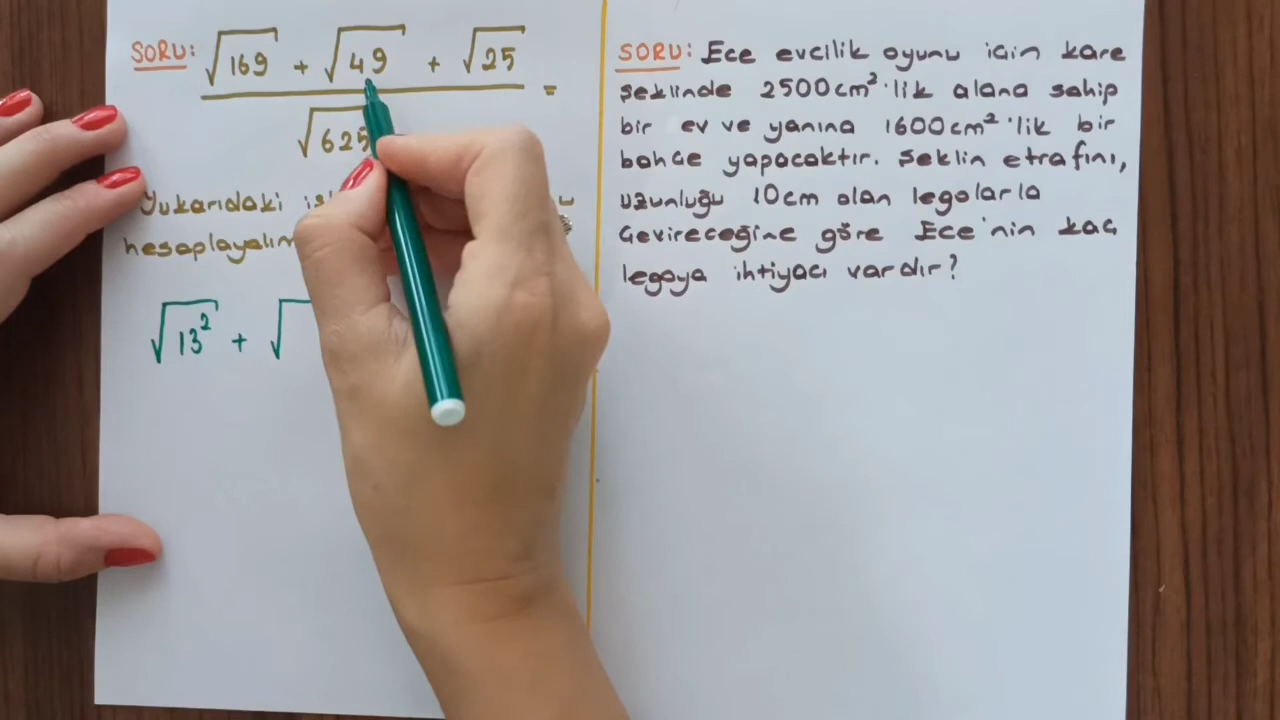 SORU: √169 + √49 + √25 =
√625
Yukarıdaki
hesaplayalım
√13² + √
SORU: Ece evcilik oyunu için kare
şeklinde 2500cm²'lik alana sahip
bir ev ve yanına 1600cm²'lik bir
bahçe yapacaktır. Şeklin etrafını,
uzunluğu 10cm olan legolarla
çevireceğine göre Ece'nin kaç
legoya ihtiyacı vardır?